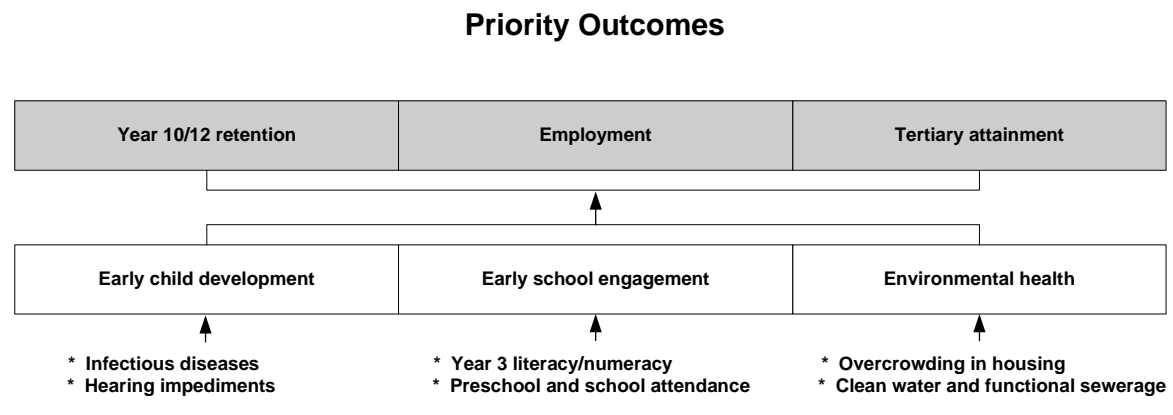 Priority Outcomes
Year 10/12 retention
Employment
Tertiary attainment
Early child development
Early school engagement
Environmental health
* Infectious diseases
* Hearing impediments
* Year 3 literacy/numeracy
* Preschool and school attendance
* Overcrowding in housing
* Clean water and functional sewerage